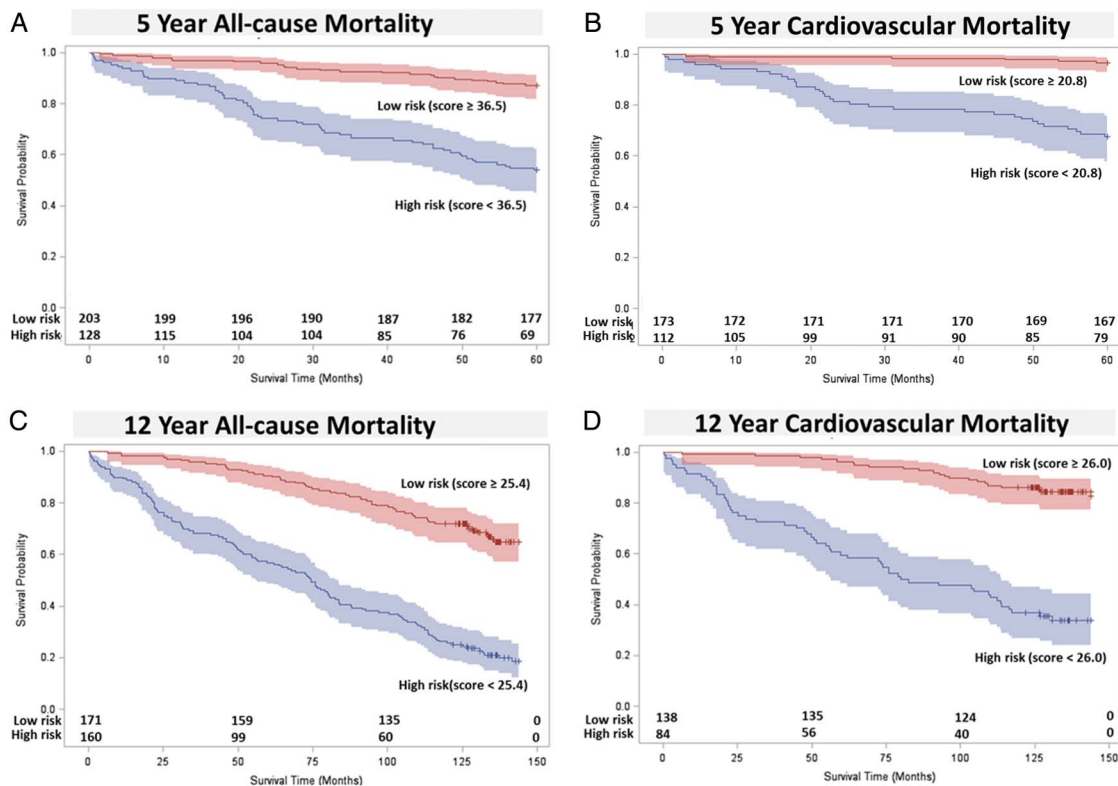 A
5 Year All-cause Mortality
1.0
0.8
0.6
0.4
0.2
0.0
Survival Probability
Low risk (score ≥ 36.5)
High risk (score < 36.5)
Low risk 203 199 196 190 187 182 177
High risk 128 115 104 104 85 76 69
0 10 20 30 40 20 60
Survival Time (Months)
B
5 Year Cardiovascular Mortality
1.0
0.8
0.6
0.4
0.2
0.0
Survival Probability
Low risk (score ≥ 20.8)
High risk (score < 20.8)
Low risk 173 172 171 171 170 169 167
High risk 112 105 99 91 90 85 79
0 10 20 30 40 50 60
Survival Time (Months)
C
12 Year All-cause Mortality
1.0
0.8
0.6
0.4
0.2
0.0
Survival Probability
Low risk (score ≥ 25.4)
High risk(score < 25.4)
Low risk 171 159 135 0
High risk 160 99 60 0
0 25 50 75 100 125 150
Survival Time (Months)
D
12 Year Cardiovascular Mortality
1.0
0.8
0.6
0.4
0.2
0.0
Survival Probability
Low risk (score ≥ 26.0)
High risk (score < 26.0)
Low risk 138 135 124 0
High risk 84 56 40 0
0 25 50 75 100 125 150
Survival Time (Months)